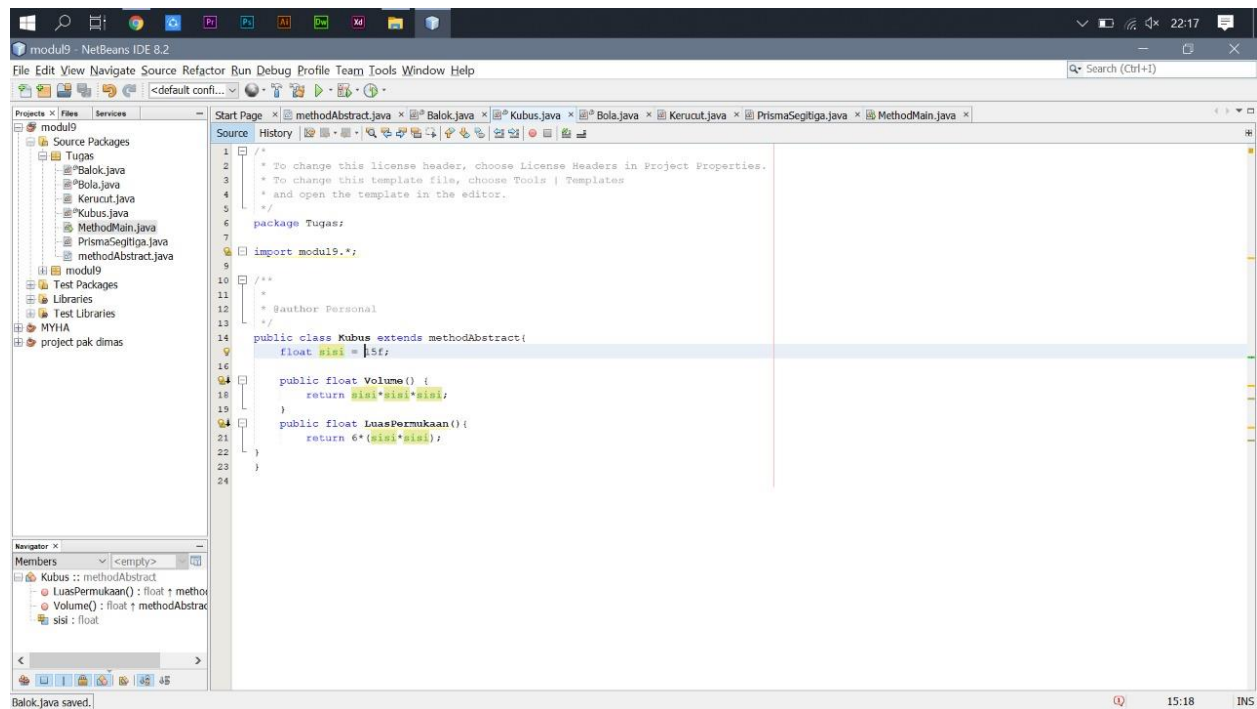 Pr Ps Ai Dw Xd 22:17
modul9 - NetBeans IDE 8.2
File Edit View Navigate Source Refactor Run Debug Profile Team Tools Window Help
Search (Ctrl+I)
<default confi...
Projects Files Services
Start Page methodAbstract.java Balok.java Kubus.java Bola.java Kerucut.java PrismaSegitiga.java MethodMain.java
modul9
Source Packages
Tugas
Balok.java
Bola.java
Kerucut.java
Kubus.java
MethodMain.java
PrismaSegitiga.java
methodAbstract.java
modul9
Test Packages
Libraries
Test Libraries
MYHA
project pak dimas
Source History
1 /*
2 * To change this license header, choose License Headers in Project Properties.
3 * To change this template file, choose Tools | Templates
4 * and open the template in the editor.
5 */
6 package Tugas;
7
import modul9.*;
9
10 /**
11 *
12 * @author Personal
13 */
14 public class Kubus extends methodAbstract{
float sisi = 15f;
16
public float Volume() {
18 return sisi*sisi*sisi;
19 }
public float LuasPermukaan(){
21 return 6*(sisi*sisi);
22 }
23 }
24
Navigator
Members <empty>
Kubus :: methodAbstract
LuasPermukaan() : float ↑ metho
Volume() : float ↑ methodAbstrac
sisi : float
Balok.java saved.
15:18 INS